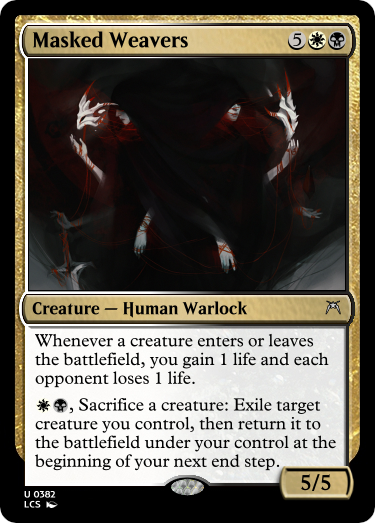 Masked Weavers 5
Creature — Human Warlock
Whenever a creature enters or leaves
the battlefield, you gain 1 life and each
opponent loses 1 life.
, Sacrifice a creature: Exile target
creature you control, then return it to
the battlefield under your control at the
beginning of your next end step.
5/5
U 0382
LCS